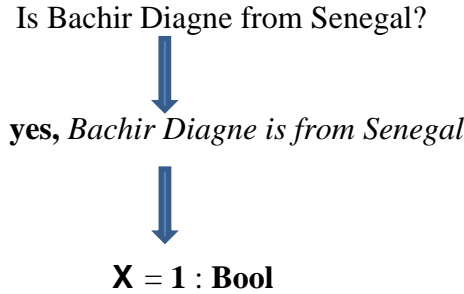 Is Bachir Diagne from Senegal?
yes, Bachir Diagne is from Senegal
X = 1 : Bool